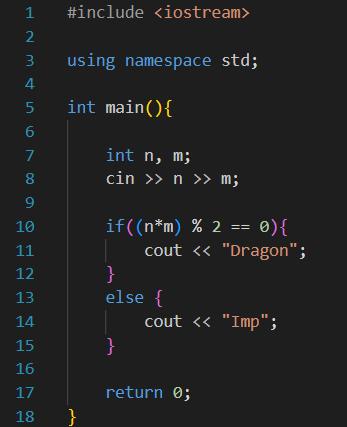 1 #include <iostream>
2
3 using namespace std;
4
5 int main(){
6
7 int n, m;
8 cin >> n >> m;
9
10 if((n*m) % 2 == 0){
11 cout << "Dragon";
12 }
13 else {
14 cout << "Imp";
15 }
16
17 return 0;
18 }